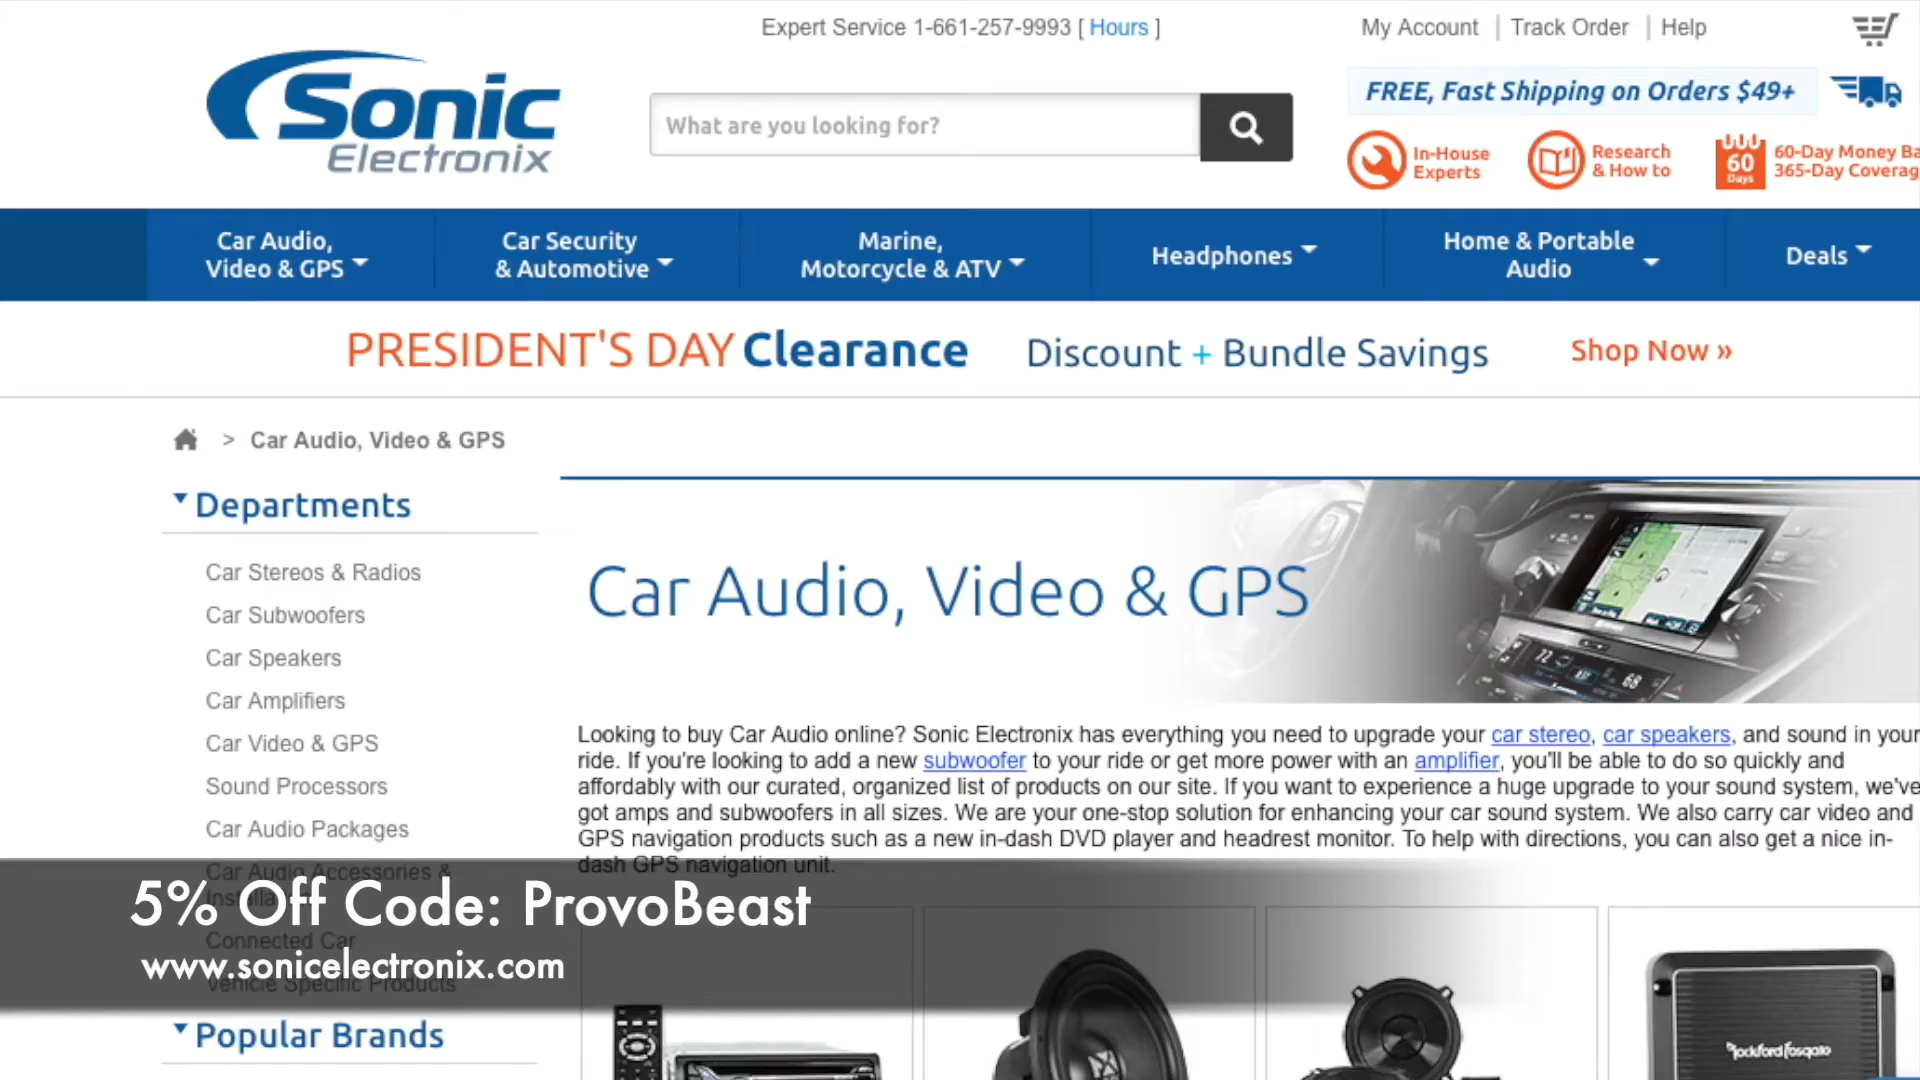 Expert Service 1-661-257-9993 [ Hours ]
My Account | Track Order | Help
Sonic
Electronix
What are you looking for?
FREE, Fast Shipping on Orders $49+
In-House
Experts
Research
& How to
60
Days
60-Day Money Ba
365-Day Coverag
Car Audio,
Video & GPS
Car Security
& Automotive
Marine,
Motorcycle & ATV
Headphones
Home & Portable
Audio
Deals
PRESIDENT'S DAY Clearance Discount + Bundle Savings Shop Now »
> Car Audio, Video & GPS
Departments
Car Stereos & Radios
Car Subwoofers
Car Speakers
Car Amplifiers
Car Video & GPS
Sound Processors
Car Audio Packages
Car Audio Accessories &
Connected Car
Vehicle Specific Products
Popular Brands
Car Audio, Video & GPS
72
68
Looking to buy Car Audio online? Sonic Electronix has everything you need to upgrade your car stereo, car speakers, and sound in your
ride. If you're looking to add a new subwoofer to your ride or get more power with an amplifier, you'll be able to do so quickly and
affordably with our curated, organized list of products on our site. If you want to experience a huge upgrade to your sound system, we've
got amps and subwoofers in all sizes. We are your one-stop solution for enhancing your car sound system. We also carry car video and
GPS navigation products such as a new in-dash DVD player and headrest monitor. To help with directions, you can also get a nice in-
dash GPS navigation unit.
5% Off Code: ProvoBeast
www.sonicelectronix.com
Rockford Fosgate